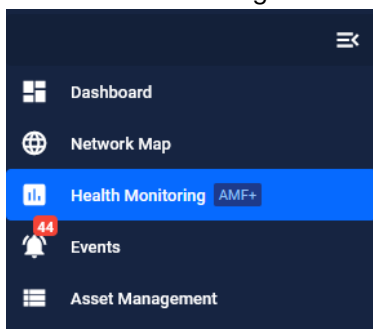 Dashboard
Network Map
Health Monitoring AMF+
44
Events
Asset Management